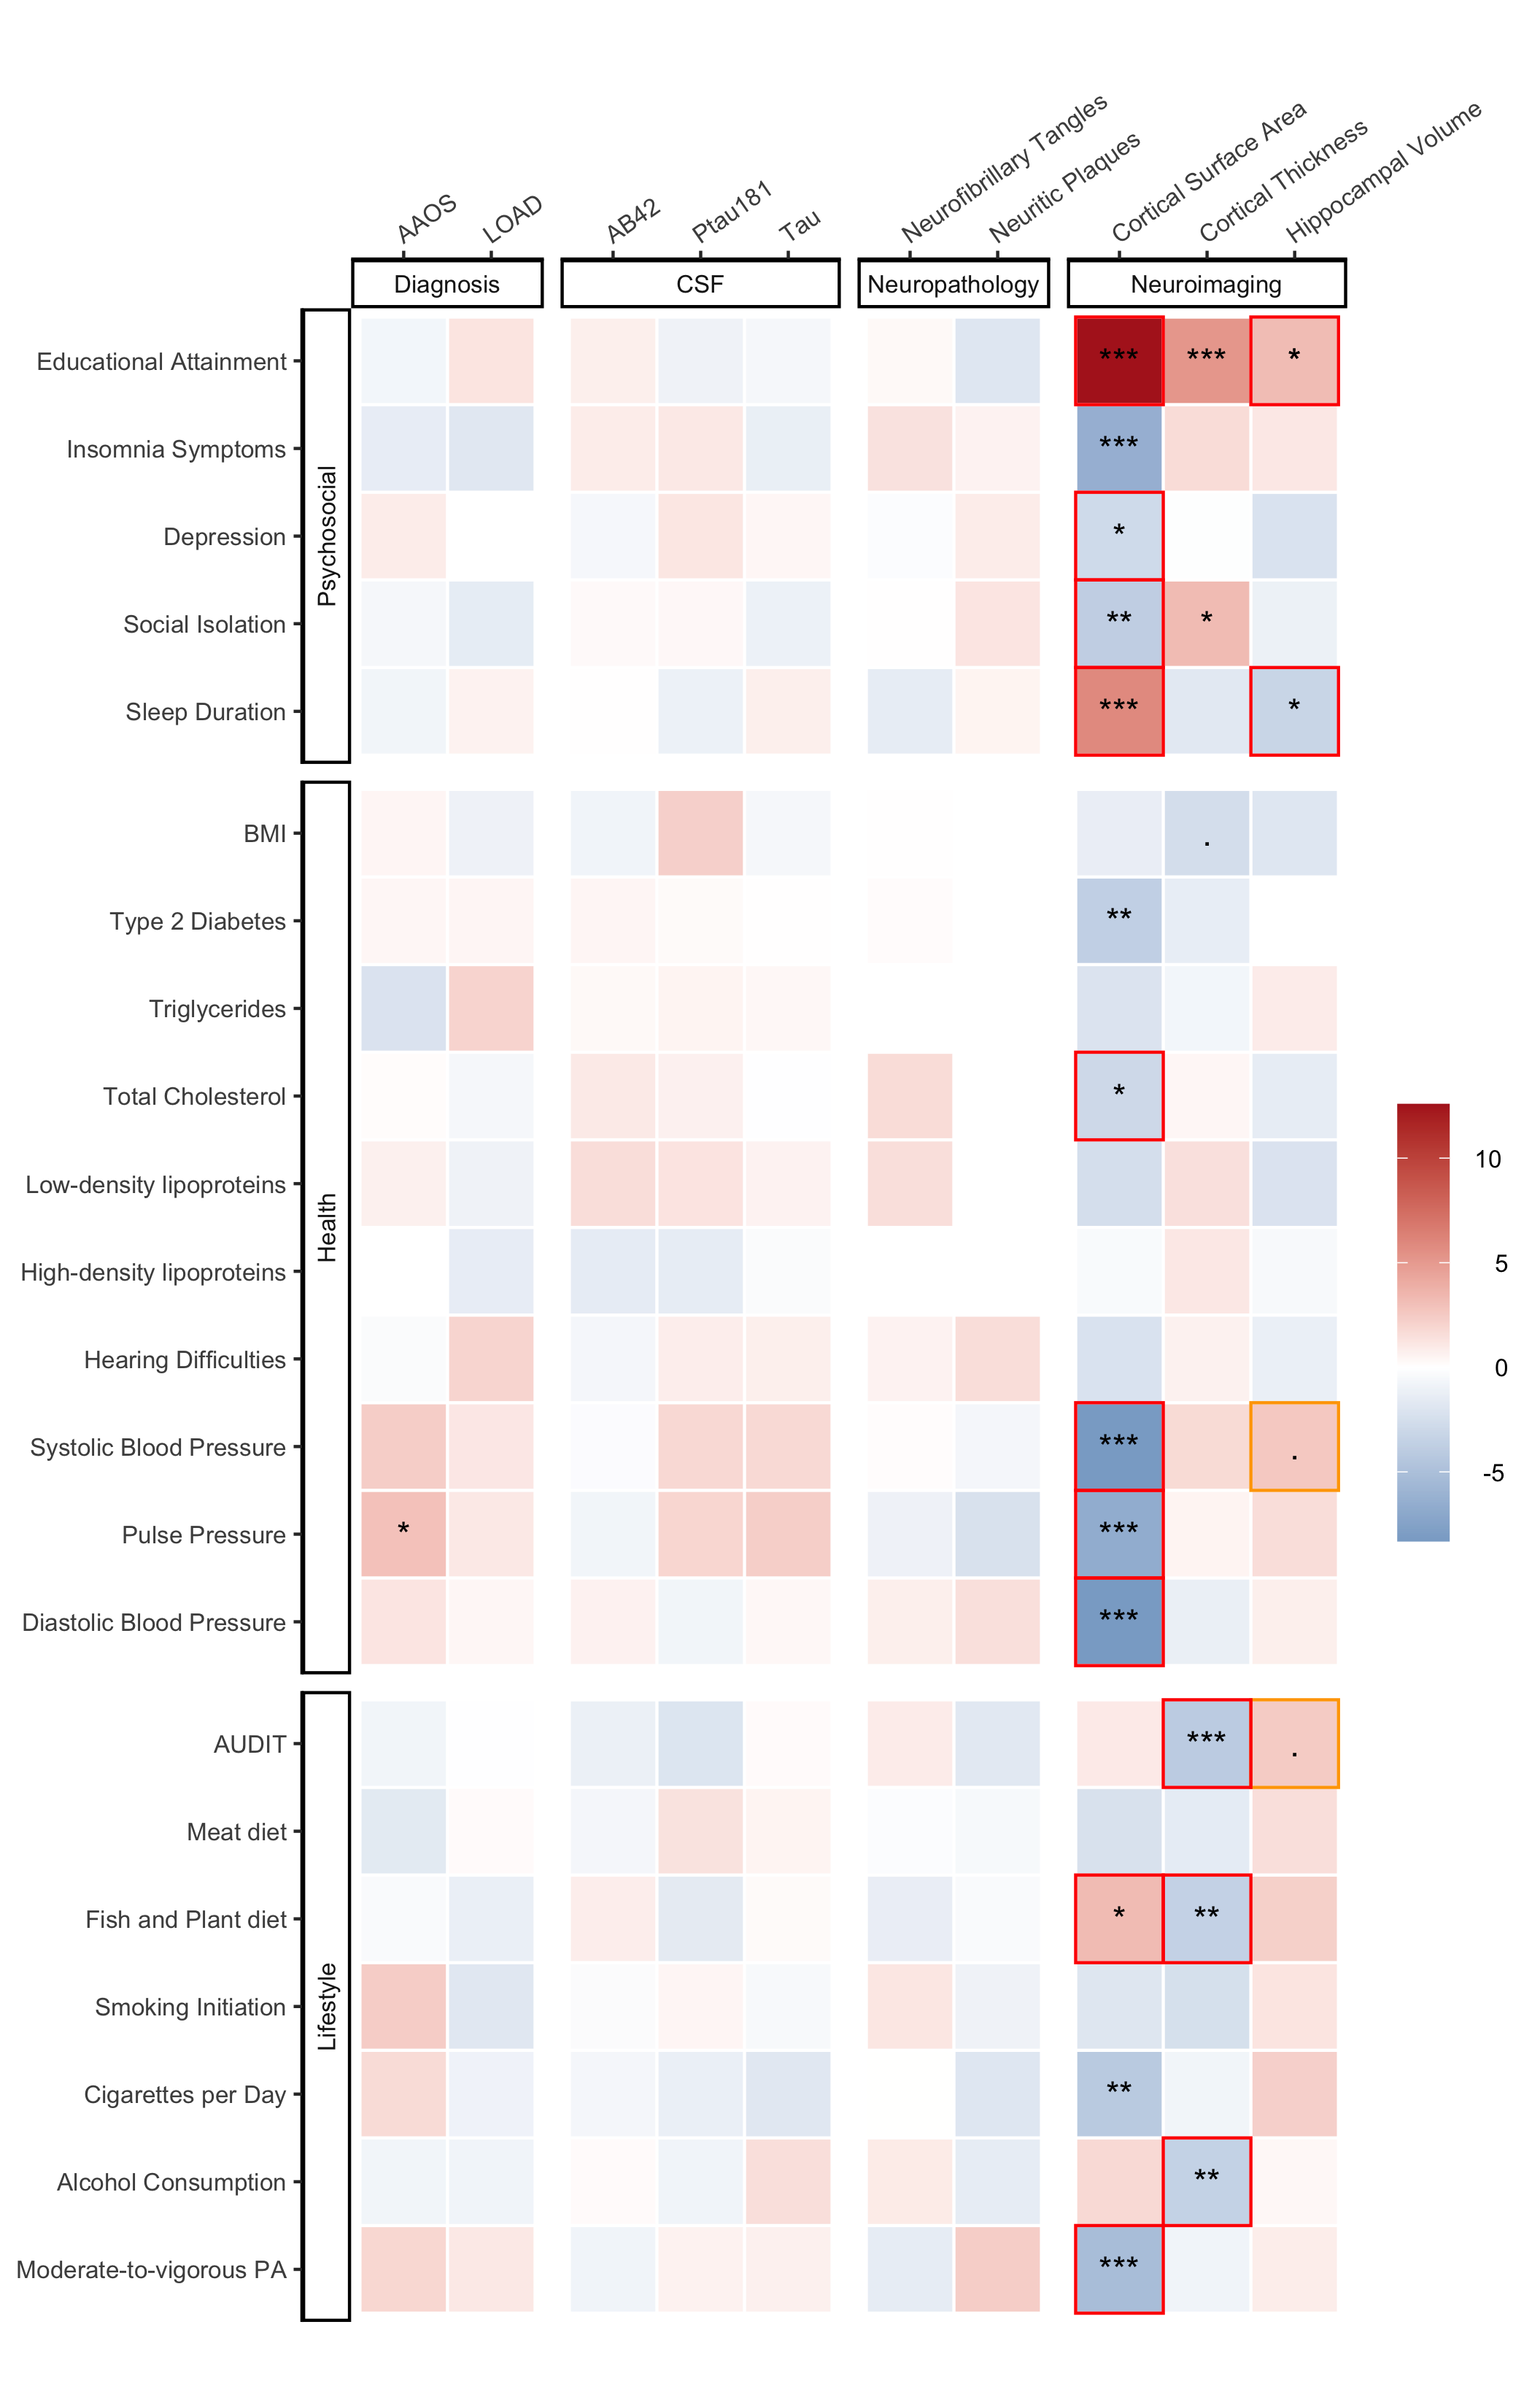 AAOS
LOAD
AB42
Ptau181
Tau
Neurofibrillary Tangles
Neuritic Plaques
Cortical Surface Area
Cortical Thickness
Hippocampal Volume
Diagnosis
CSF
Neuropathology
Neuroimaging
Psychosocial
Educational Attainment *** *** *
Insomnia Symptoms ***
Depression *
Social Isolation ** *
Sleep Duration *** *
Health
BMI .
Type 2 Diabetes **
Triglycerides
Total Cholesterol *
Low-density lipoproteins
High-density lipoproteins
Hearing Difficulties
Systolic Blood Pressure *** .
Pulse Pressure * ***
Diastolic Blood Pressure ***
Lifestyle
AUDIT *** .
Meat diet
Fish and Plant diet * **
Smoking Initiation
Cigarettes per Day **
Alcohol Consumption **
Moderate-to-vigorous PA ***
10
5
0
-5